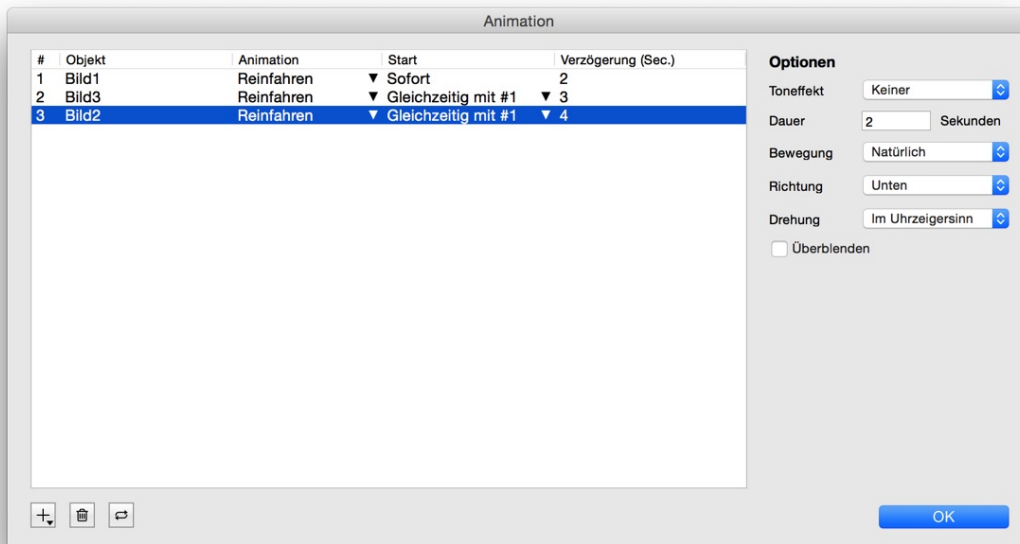 Animation
# Objekt Animation Start Verzögerung (Sec.)
1 Bild1 Reinfahren Sofort 2
2 Bild3 Reinfahren Gleichzeitig mit #1 3
3 Bild2 Reinfahren Gleichzeitig mit #1 4
Optionen
Toneffekt Keiner
Dauer 2 Sekunden
Bewegung Natürlich
Richtung Unten
Drehung Im Uhrzeigersinn
Überblenden
OK